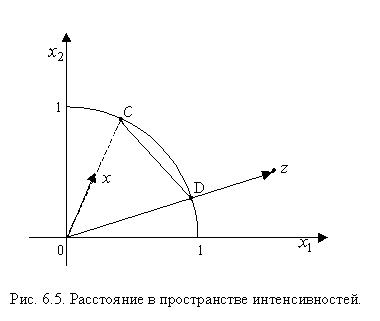 x2
1
C
x
D
z
0
1
x1
Рис. 6.5. Расстояние в пространстве интенсивностей.